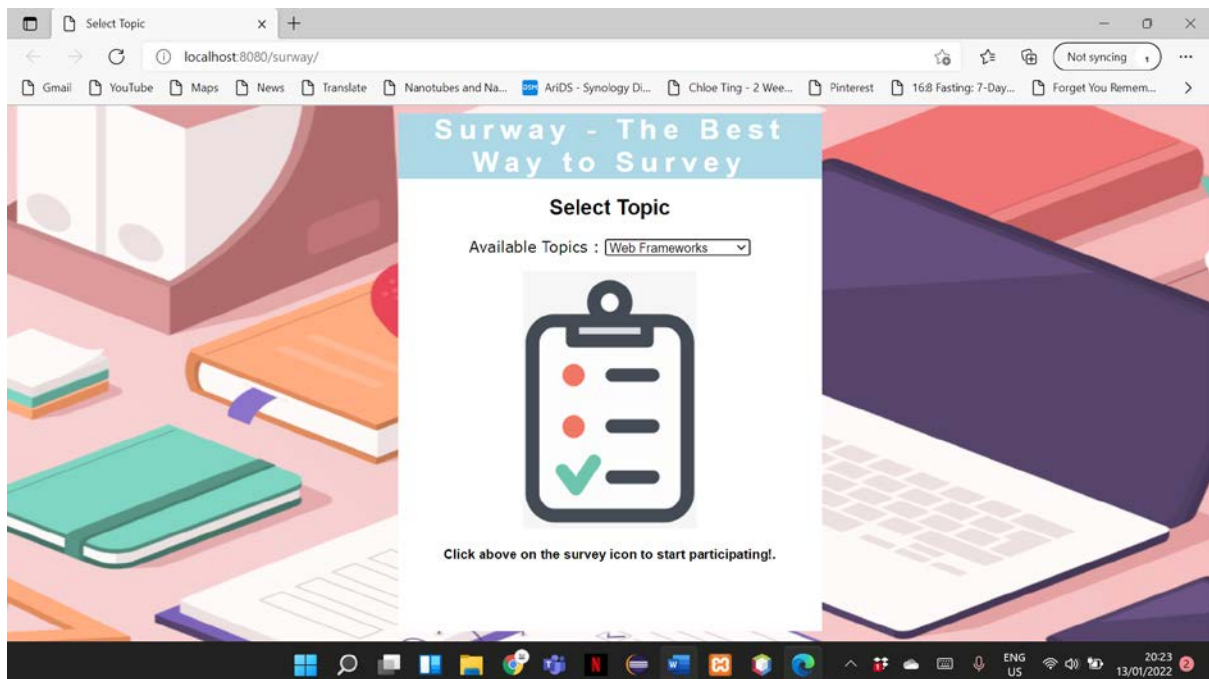 Select Topic
localhost:8080/surway/
Not syncing
Gmail YouTube Maps News Translate Nanotubes and Na... DSM AriDS - Synology Di... Chloe Ting - 2 Wee... Pinterest 16:8 Fasting: 7-Day... Forget You Remem...
Surway - The Best
Way to Survey
Select Topic
Available Topics : Web Frameworks
Click above on the survey icon to start participating!.
ENG
US
20:23
13/01/2022
2